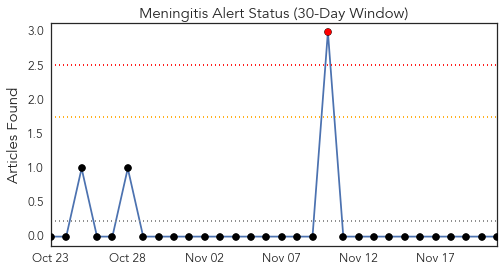 Meningitis Alert Status (30-Day Window)
Articles Found
3.0
2.5
2.0
1.5
1.0
0.5
0.0
Oct 23
Oct 28
Nov 02
Nov 07
Nov 12
Nov 17